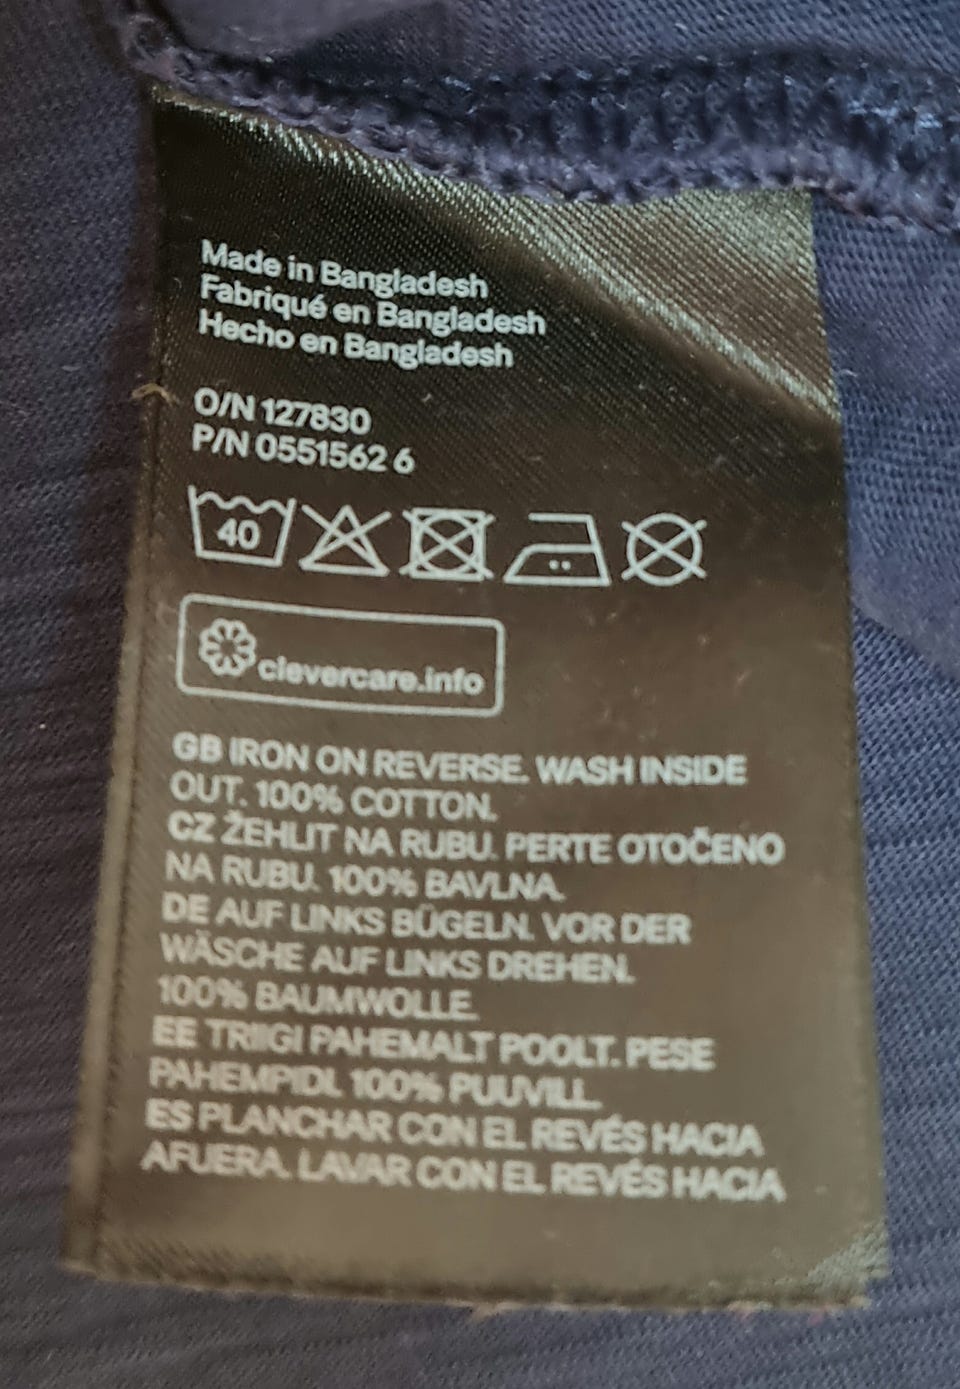 Made in Bangladesh
Fabriqué en Bangladesh
Hecho en Bangladesh
O/N 127830
P/N 0551562 6
40
clevercare.info
GB IRON ON REVERSE. WASH INSIDE
OUT. 100% COTTON.
CZ ŽEHLIT NA RUBU. PERTE OTOČENO
NA RUBU. 100% BAVLNA.
DE AUF LINKS BÜGELN. VOR DER
WÄSCHE AUF LINKS DREHEN.
100% BAUMWOLLE.
EE TRIIGI PAHEMALT POOLT. PESE
PAHEMPIDI. 100% PUUVILL.
ES PLANCHAR CON EL REVÉS HACIA
AFUERA. LAVAR CON EL REVÉS HACIA